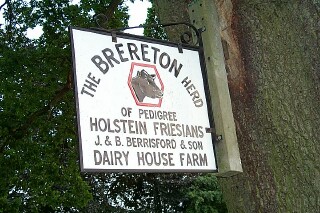 THE BRERETON HERD
OF PEDIGREE
HOLSTEIN FRIESIANS
J. & B. BERRISFORD & SON
DAIRY HOUSE FARM